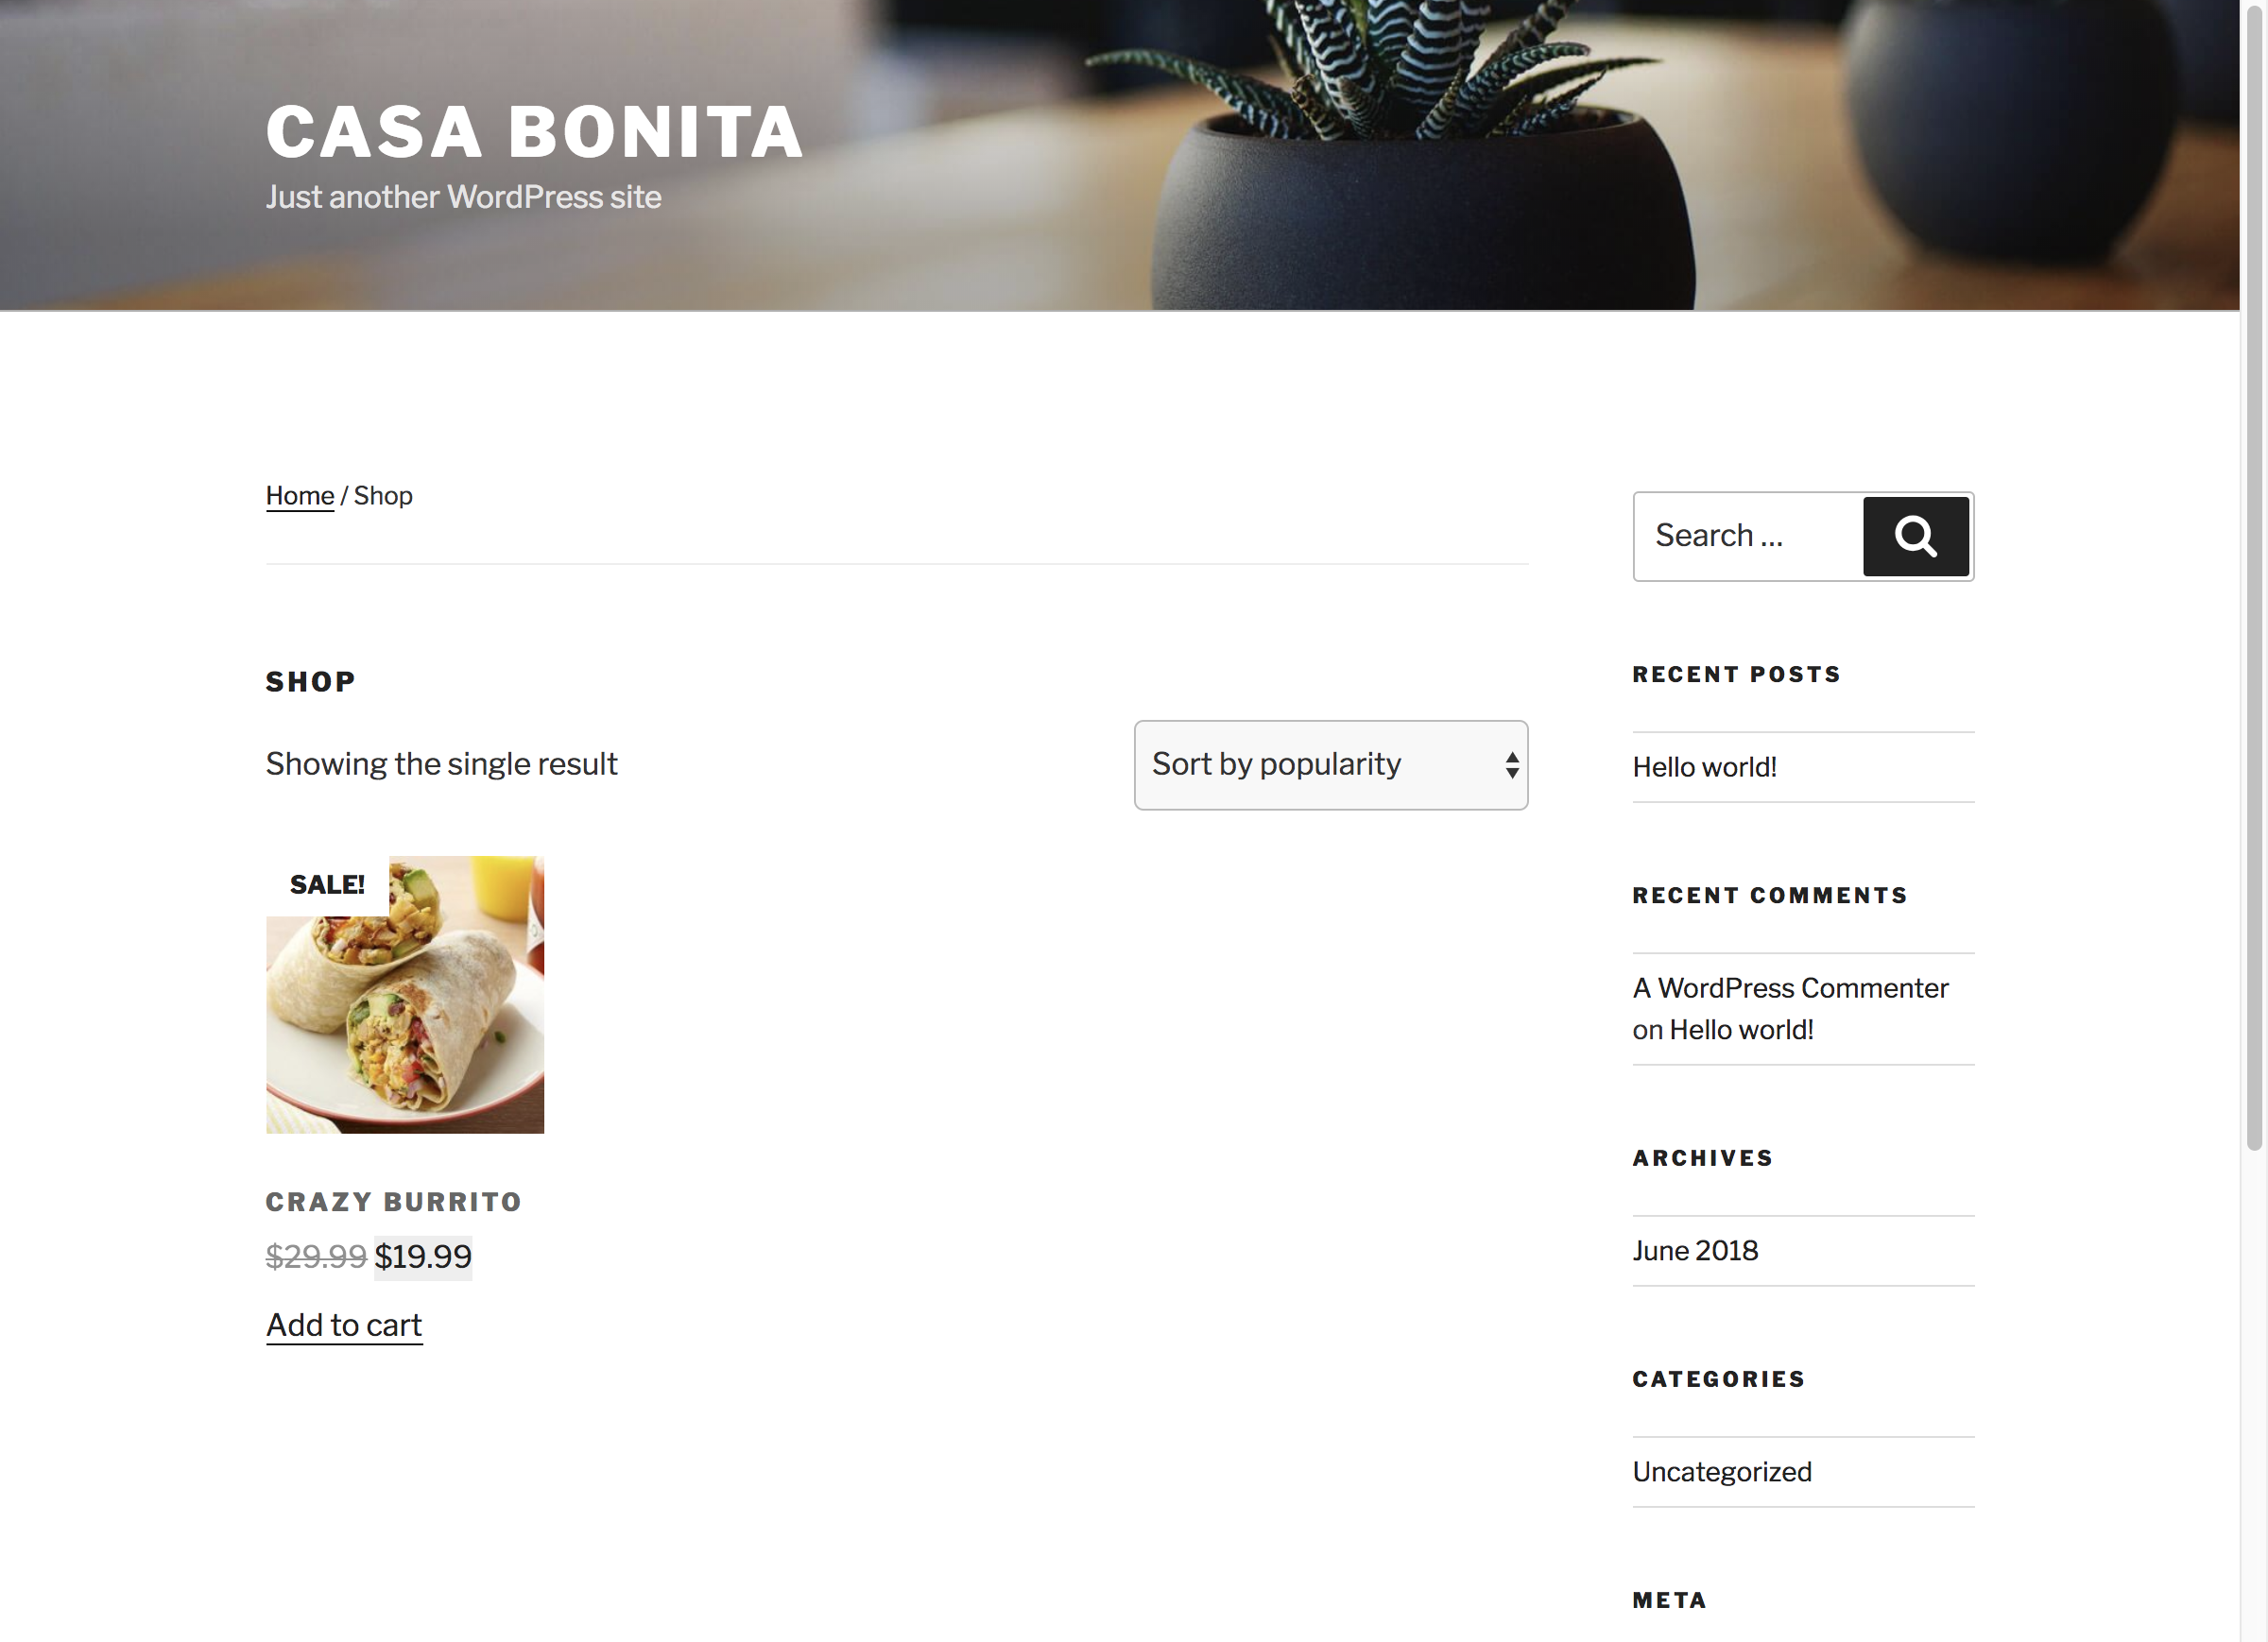 CASA BONITA
Just another WordPress site
Home / Shop
SHOP
Showing the single result
Sort by popularity
SALE!
CRAZY BURRITO
$29.99 $19.99
Add to cart
Search ...
RECENT POSTS
Hello world!
RECENT COMMENTS
A WordPress Commenter
on Hello world!
ARCHIVES
June 2018
CATEGORIES
Uncategorized
META